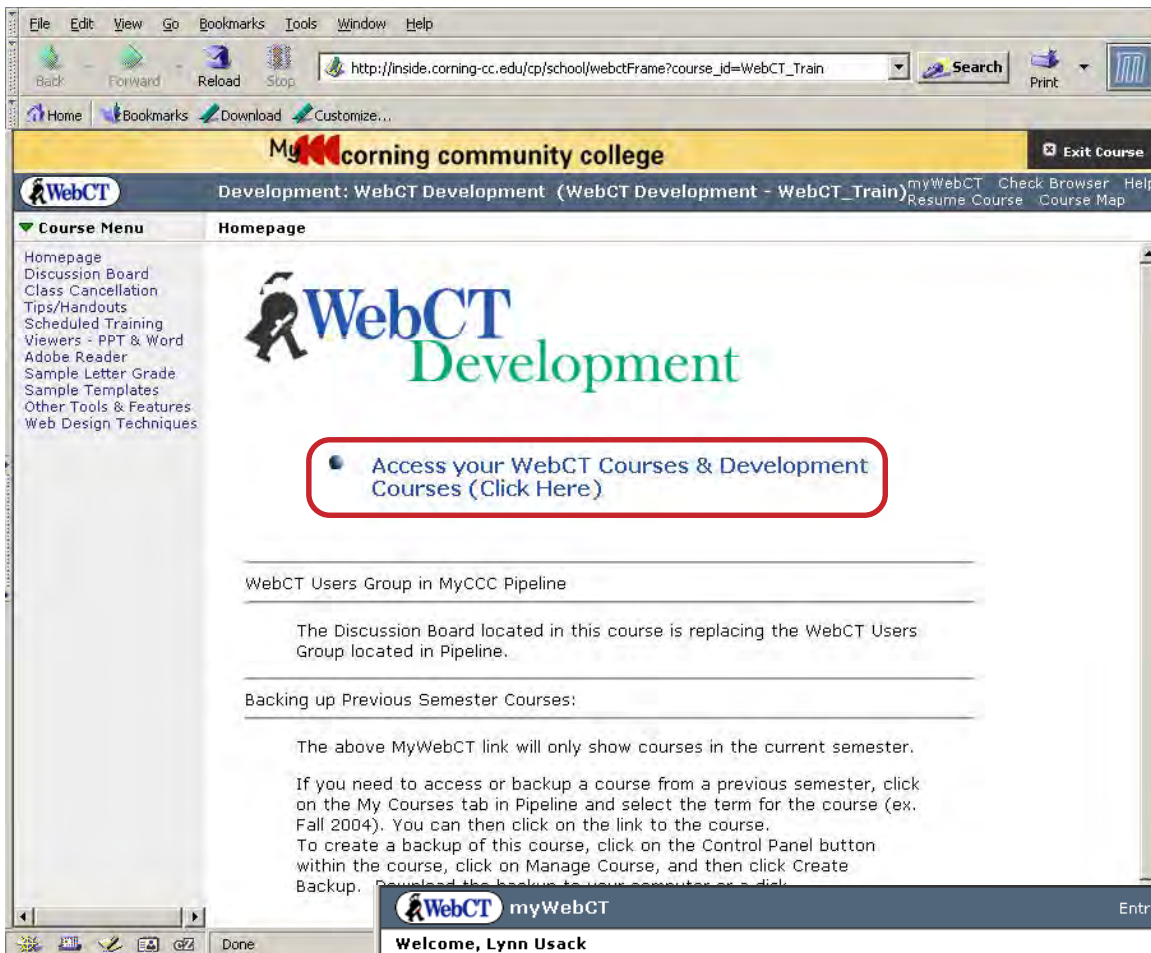 File Edit View Go Bookmarks Tools Window Help
Back Forward Reload Stop http://inside.corning-cc.edu/cp/school/webctFrame?course_id=WebCT_Train Search Print
Home Bookmarks Download Customize...
My corning community college Exit Course
WebCT Development: WebCT Development (WebCT Development - WebCT_Train) myWebCT Check Browser Help
Resume Course Course Map
Course Menu Homepage
Homepage
Discussion Board
Class Cancellation
Tips/Handouts
Scheduled Training
Viewers - PPT & Word
Adobe Reader
Sample Letter Grade
Sample Templates
Other Tools & Features
Web Design Techniques
WebCT
Development
Access your WebCT Courses & Development
Courses (Click Here)
WebCT Users Group in MyCCC Pipeline
The Discussion Board located in this course is replacing the WebCT Users
Group located in Pipeline.
Backing up Previous Semester Courses:
The above MyWebCT link will only show courses in the current semester.
If you need to access or backup a course from a previous semester, click
on the My Courses tab in Pipeline and select the term for the course (ex.
Fall 2004). You can then click on the link to the course.
To create a backup of this course, click on the Control Panel button
within the course, click on Manage Course, and then click Create
Backup. Download the backup to your computer or a disk
WebCT myWebCT Entr
Done Welcome, Lynn Usack